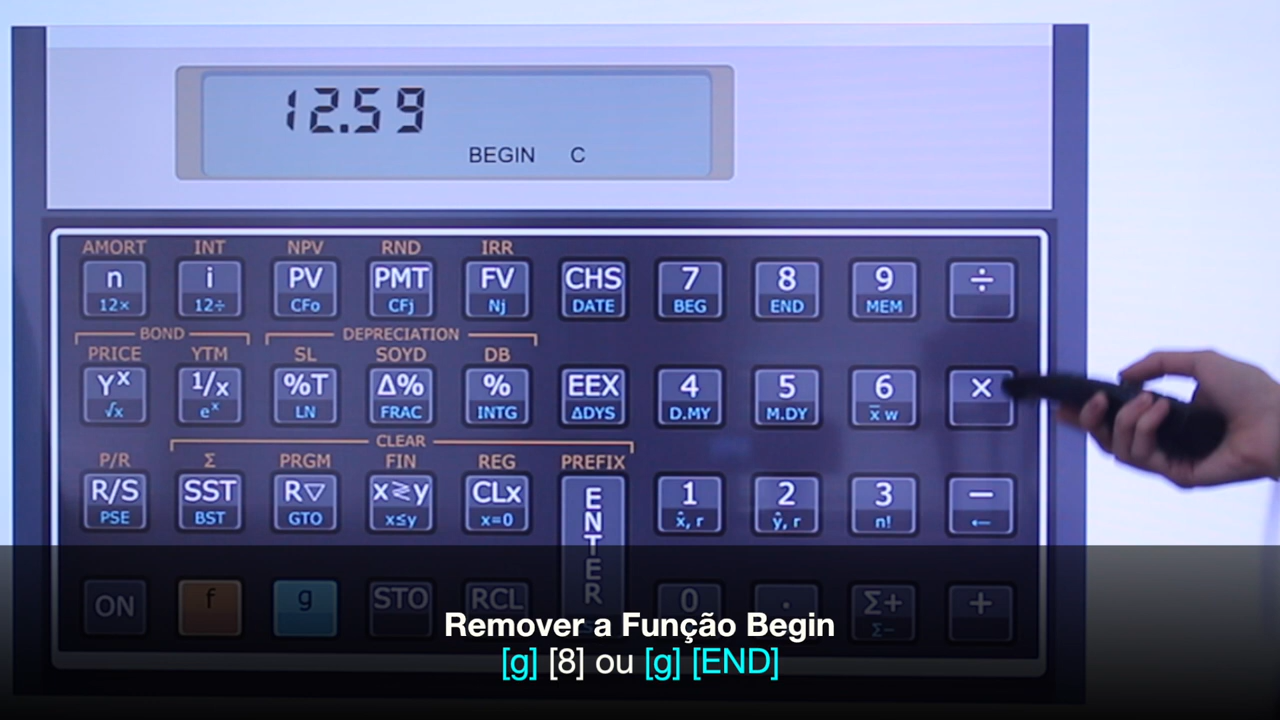 12.59
BEGIN C
AMORT INT NPV RND IRR
n i PV PMT FV CHS 7 8 9 ÷
12× 12÷ CFo CFj Nj DATE BEG END MEM
BOND DEPRECIATION
PRICE YTM SL SOYD DB
Yˣ 1/x %T Δ% % EEX 4 5 6 ×
√x eˣ LN FRAC INTG ΔDYS D.MY M.DY x̄ w
CLEAR
P/R Σ PRGM FIN REG PREFIX
R/S SST R▽ x≷y CLx ENTER 1 2 3 −
PSE BST GTO x≤y x=0 x̂, r ŷ, r n! ←
ON f g STO RCL 0 . Σ+ +
Σ−
Remover a Função Begin
[g] [8] ou [g] [END]